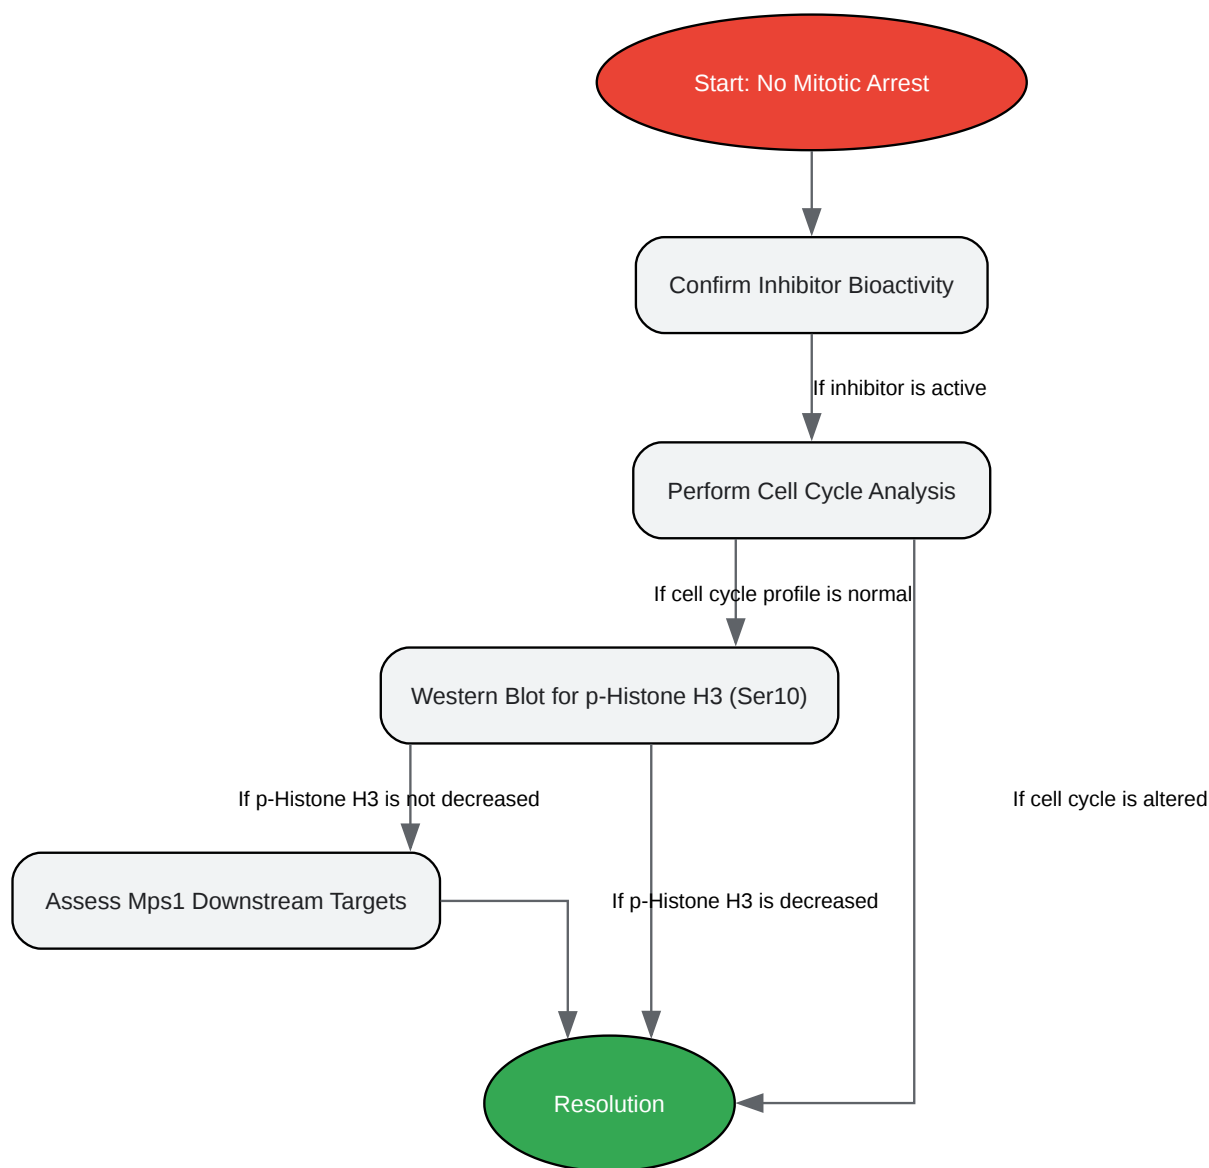 Start: No Mitotic Arrest
Confirm Inhibitor Bioactivity
If inhibitor is active
Perform Cell Cycle Analysis
If cell cycle profile is normal
Western Blot for p-Histone H3 (Ser10)
If p-Histone H3 is not decreased
If cell cycle is altered
Assess Mps1 Downstream Targets
If p-Histone H3 is decreased
Resolution